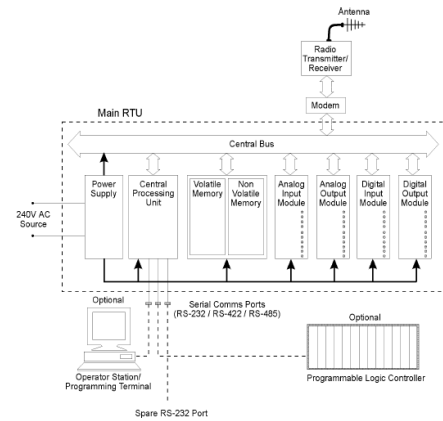 Antenna
Radio
Transmitter/
Receiver
Modem
Main RTU
Central Bus
Power
Supply
Central
Processing
Unit
Volatile
Memory
Non
Volatile
Memory
Analog
Input
Module
Analog
Output
Module
Digital
Input
Module
Digital
Output
Module
240V AC
Source
Optional
Serial Comms Ports
(RS-232 / RS-422 / RS-485)
Optional
Operator Station/
Programming Terminal
Programmable Logic Controller
Spare RS-232 Port